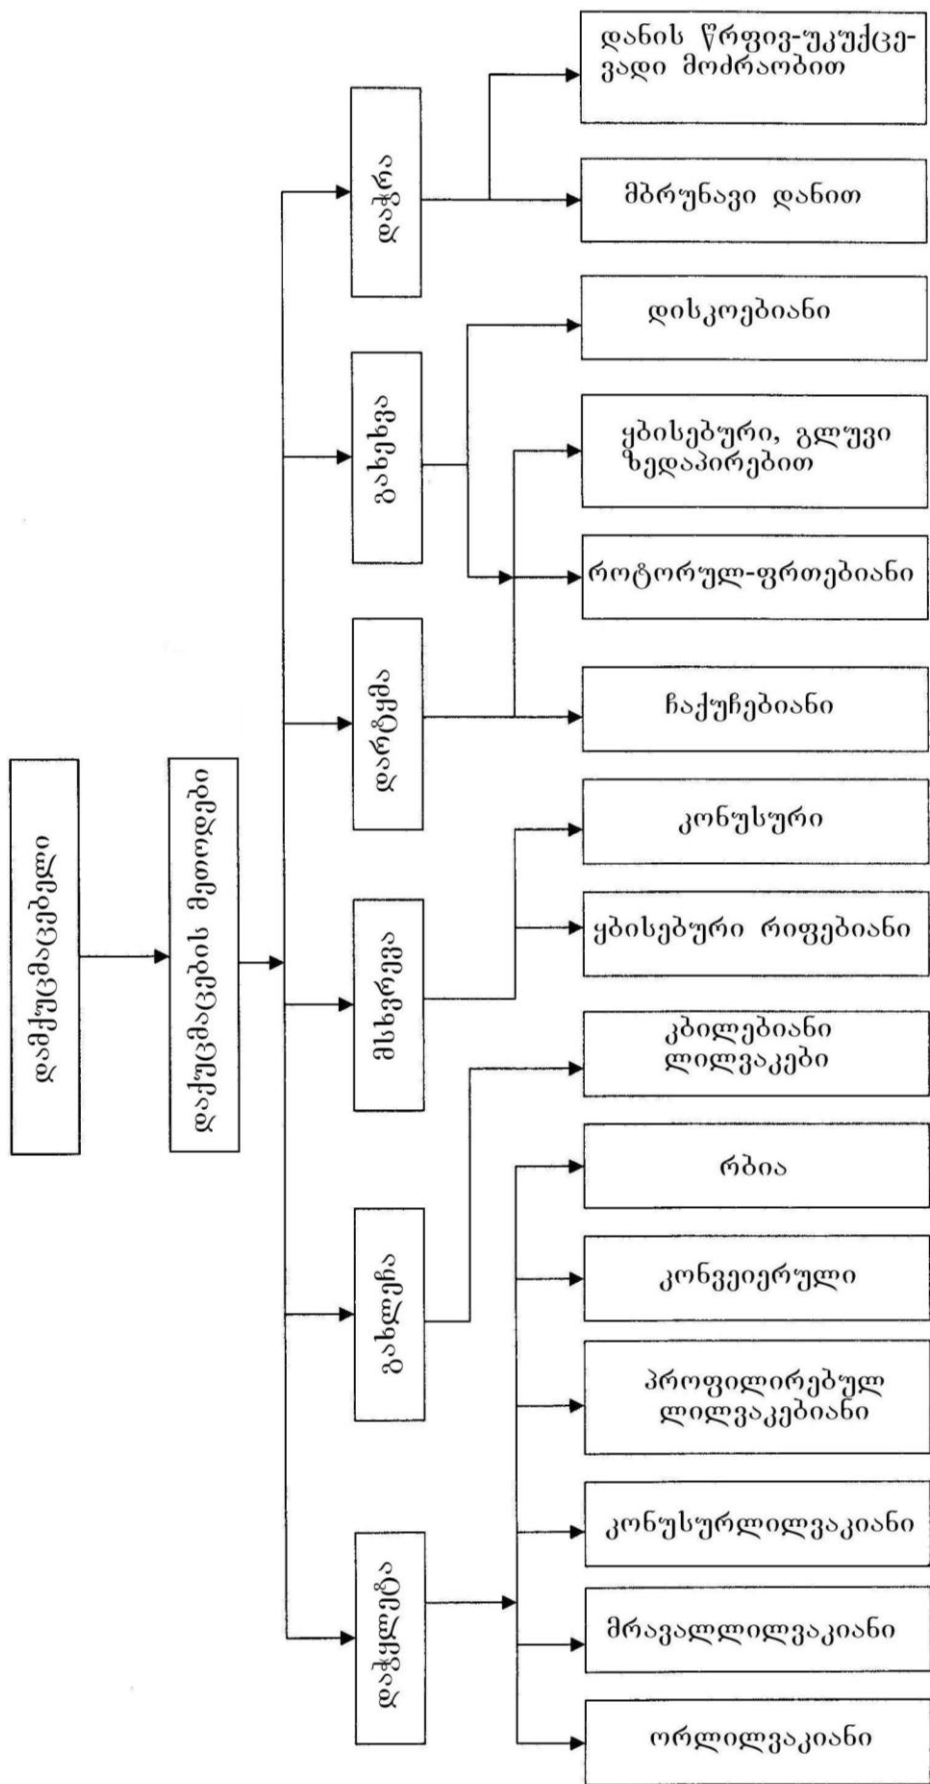 დამქუცმაცებელი
დაქუცმაცების მეთოდები
დაჭრა
გახეხვა
დარტყმა
მსხვრევა
გახლეჩა
დაჭყლეტა
დანის წრფივ-უკუქცე-
ვადი მოძრაობით
მბრუნავი დანით
დისკოებიანი
ყბისებური, გლუვი
ზედაპირებით
როტორულ-ფრთებიანი
ჩაქუჩებიანი
კონუსური
ყბისებური რიფებიანი
კბილებიანი
ლილვაკები
რბია
კონვეიერული
პროფილირებულ
ლილვაკებიანი
კონუსურლილვაკიანი
მრავალლილვაკიანი
ორლილვაკიანი